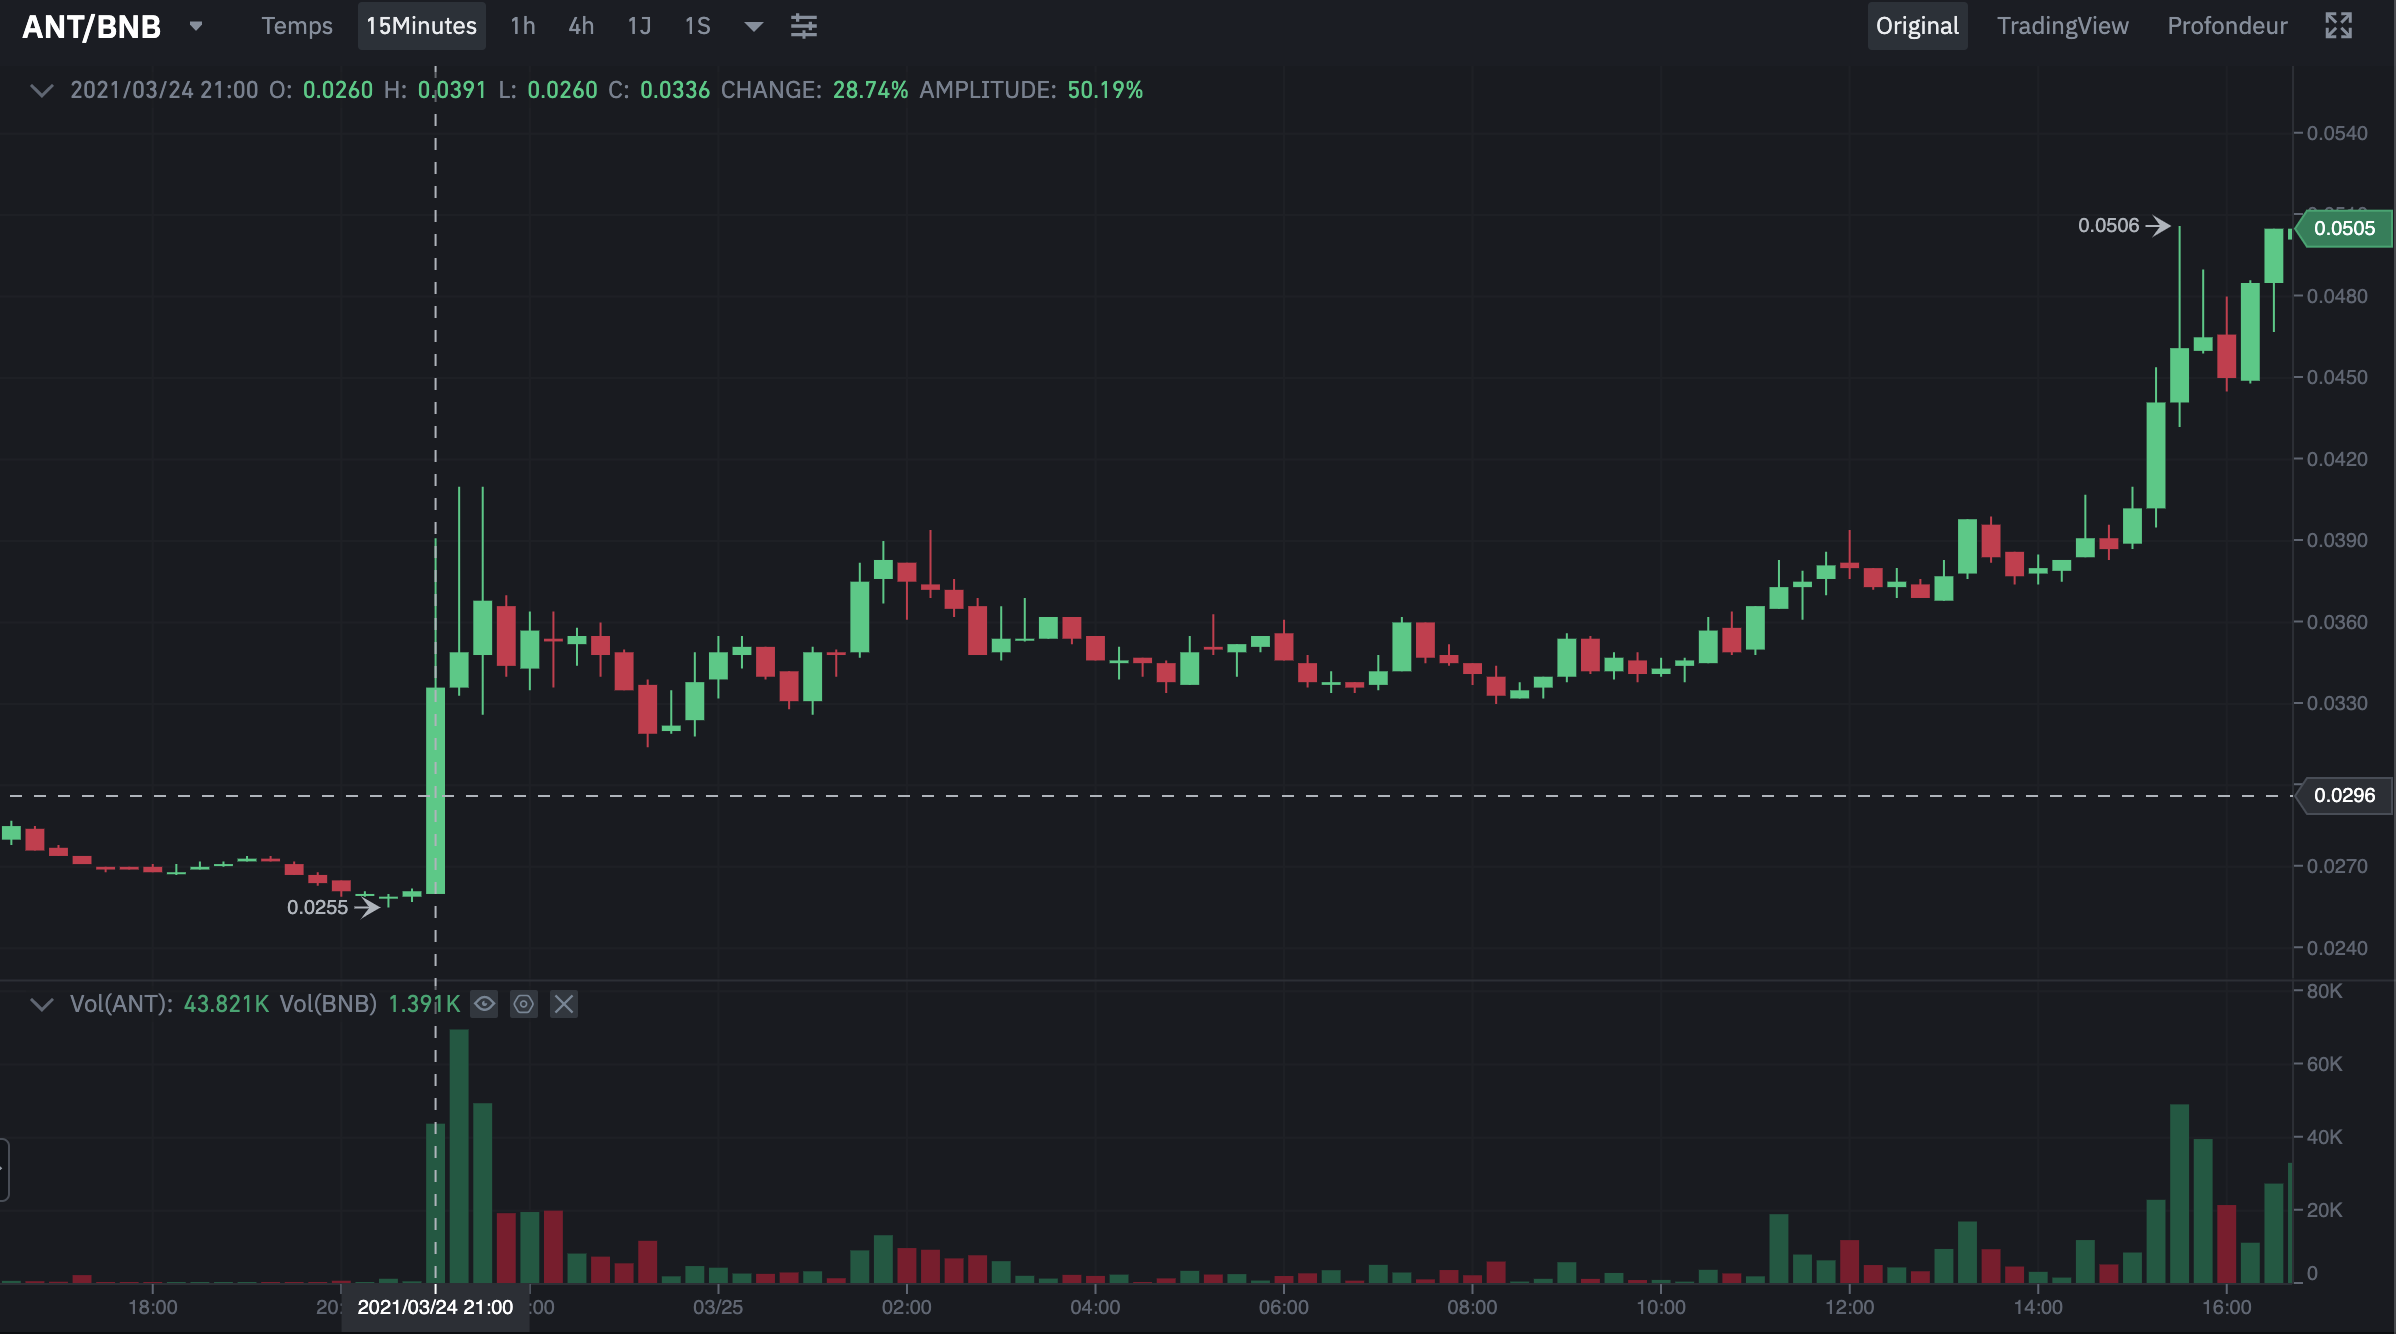 ANT/BNB Temps 15Minutes 1h 4h 1J 1S Original TradingView Profondeur
2021/03/24 21:00 O: 0.0260 H: 0.0391 L: 0.0260 C: 0.0336 CHANGE: 28.74% AMPLITUDE: 50.19%
0.0540
0.0506
0.0505
0.0480
0.0450
0.0420
0.0390
0.0360
0.0330
0.0296
0.0270
0.0255
0.0240
Vol(ANT): 43.821K Vol(BNB) 1.391K
80K
60K
40K
20K
0
18:00 2021/03/24 21:00 03/25 02:00 04:00 06:00 08:00 10:00 12:00 14:00 16:00